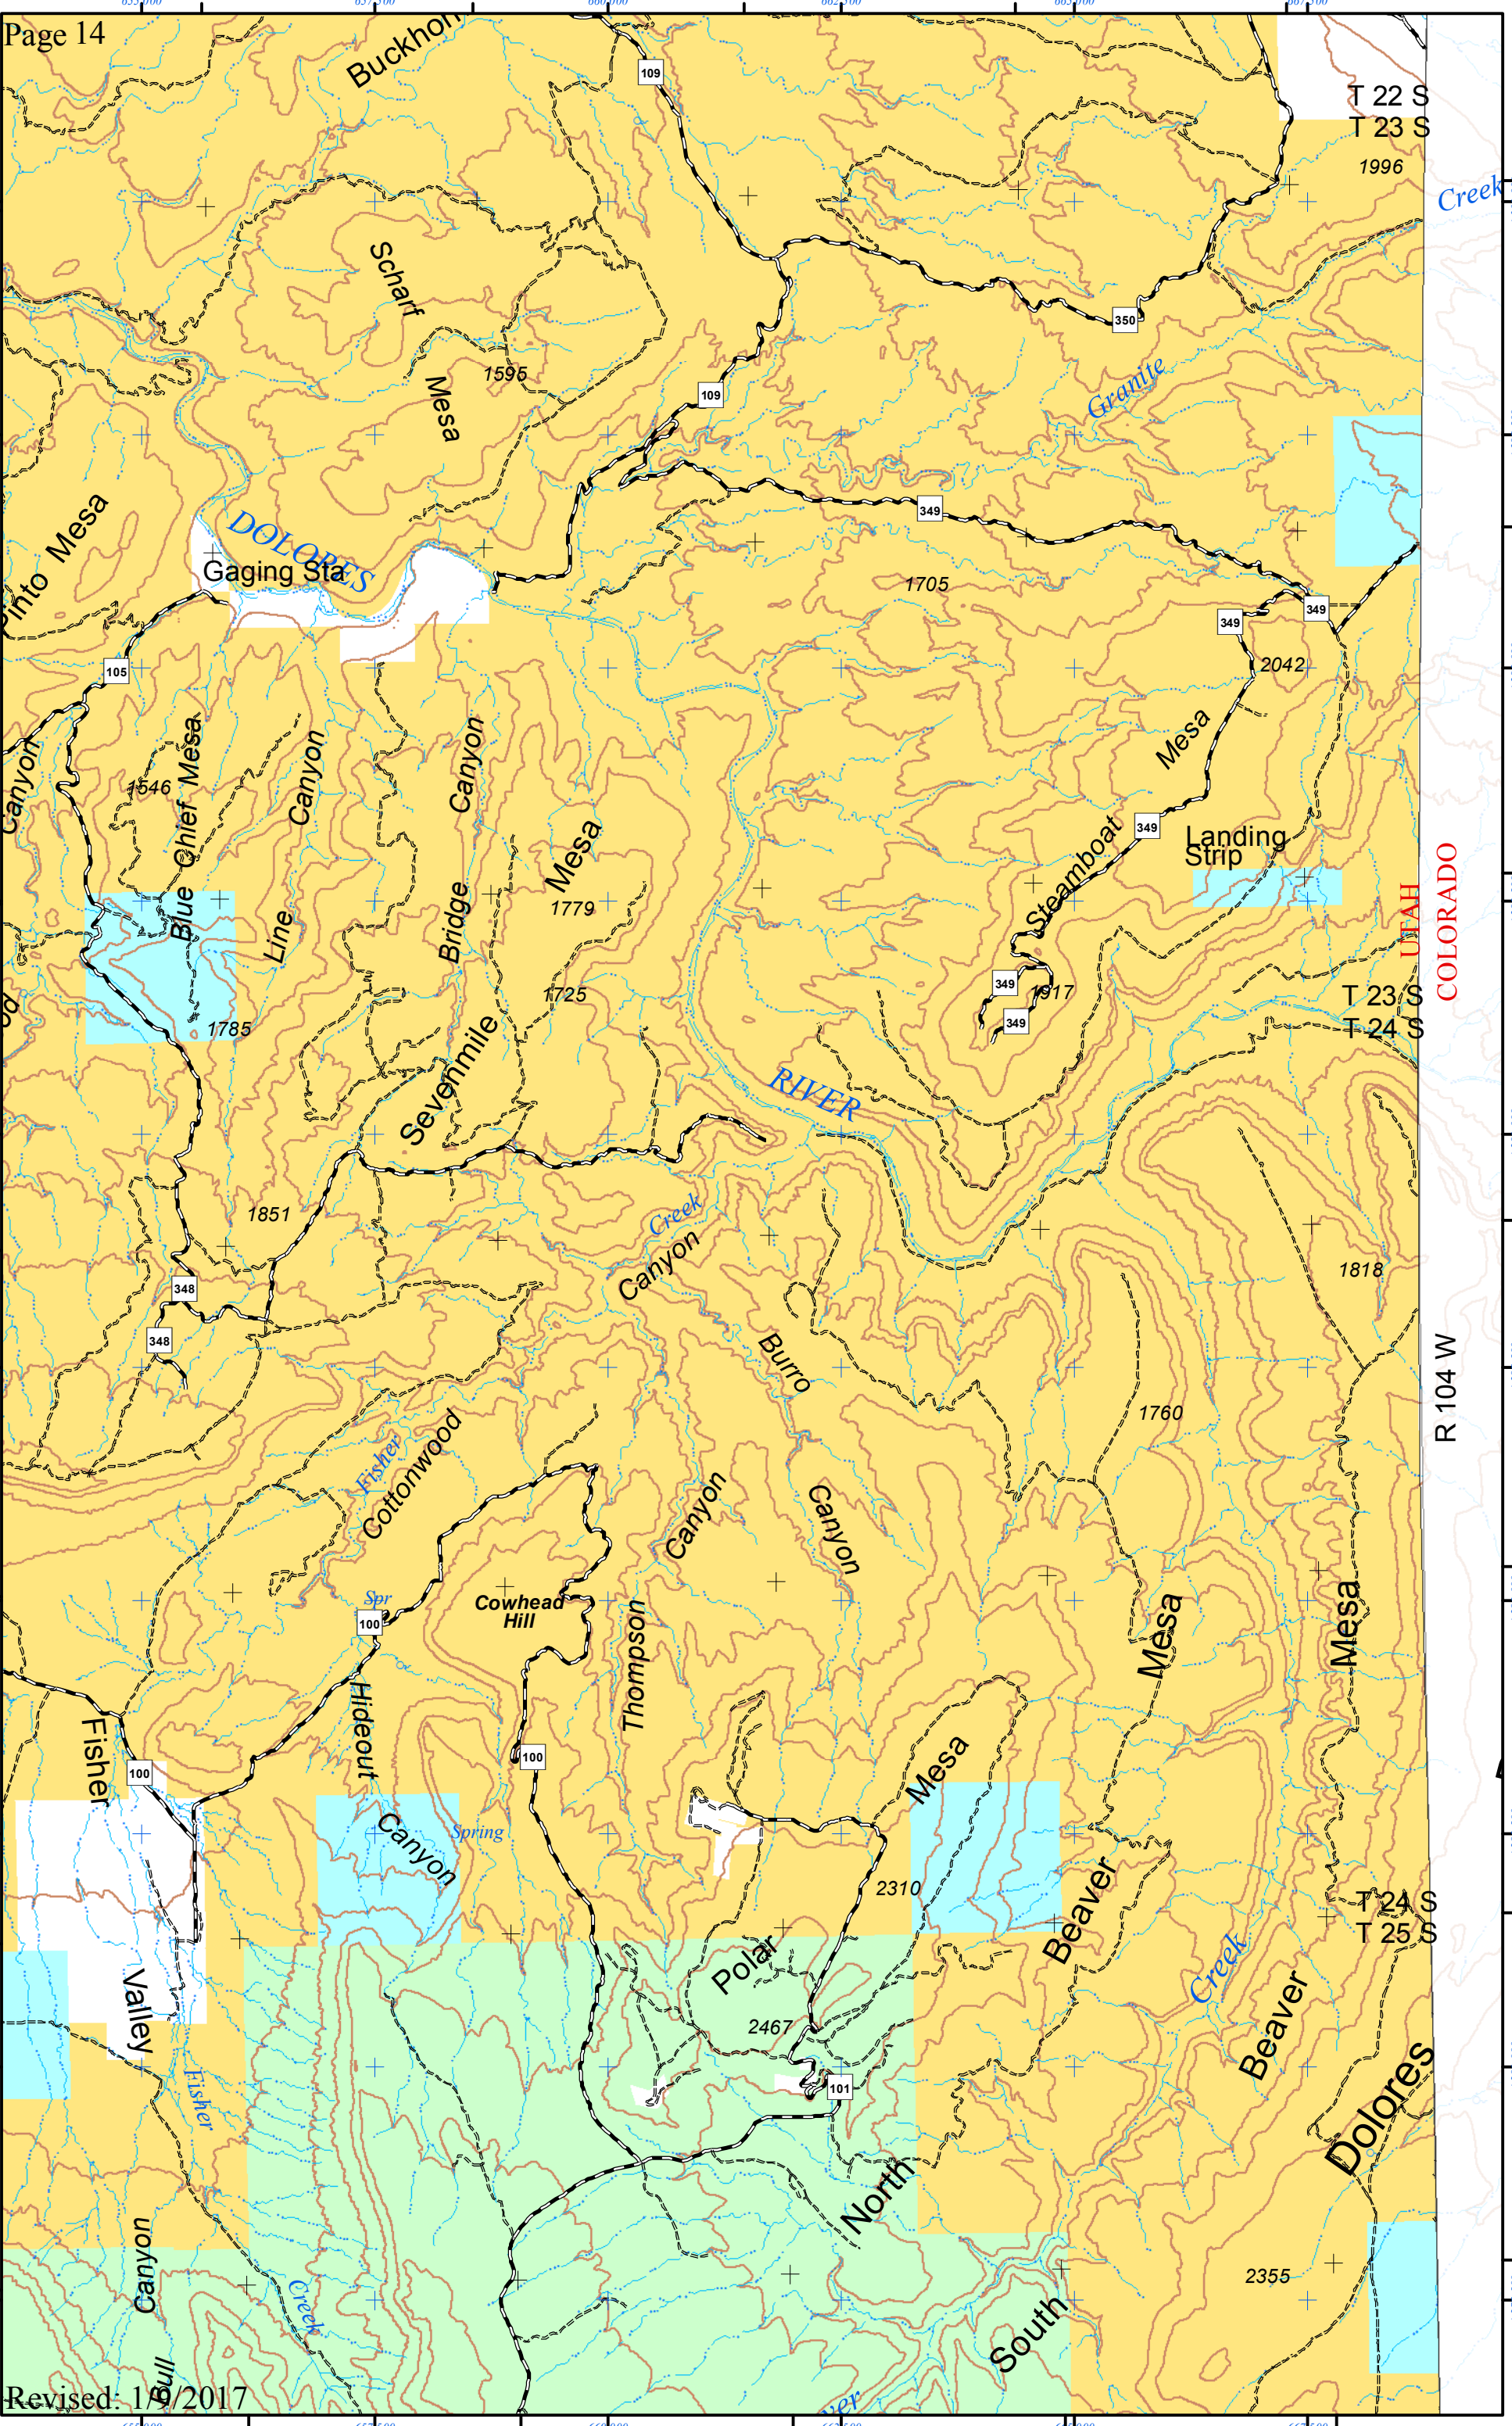 Page 14
Buckhorn
109
T 22 S
T 23 S
1996
Creek
Scharf
Mesa
1595
350
109
Granite
Pinto Mesa
349
DOLORES
Gaging Sta
1705
349
349
2042
105
Canyon
1546
Blue Chief Mesa
Line Canyon
Bridge Canyon
Mesa
1779
Mesa
349
Steamboat
Landing
Strip
UTAH
COLORADO
1725
349
1917
349
T 23 S
T 24 S
1785
Sevenmile
RIVER
1851
Creek
Canyon
1818
348
348
Burro
R 104 W
1760
Fisher
Cottonwood
Canyon
Canyon
Spr
100
Cowhead
Hill
Thompson
Mesa
Mesa
Hideout
Fisher
100
100
Mesa
Canyon
Spring
2310
Beaver
T 24 S
T 25 S
Polar
Creek
Valley
2467
Beaver
101
Fisher
Dolores
North
Canyon
2355
Creek
South
Bull
Revised: 1/9/2017